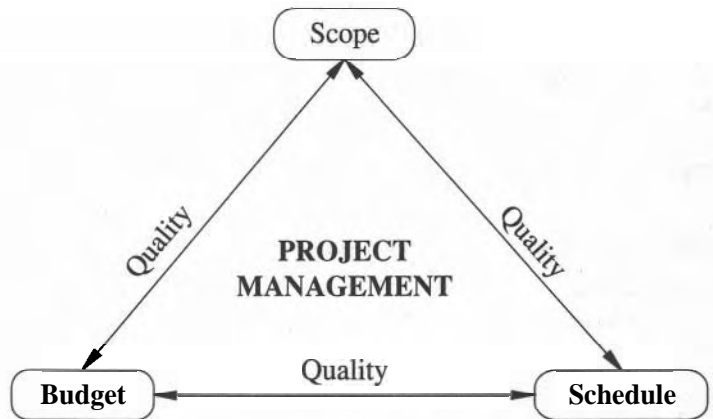 Scope
Quality
Quality
PROJECT
MANAGEMENT
Quality
Budget
Schedule